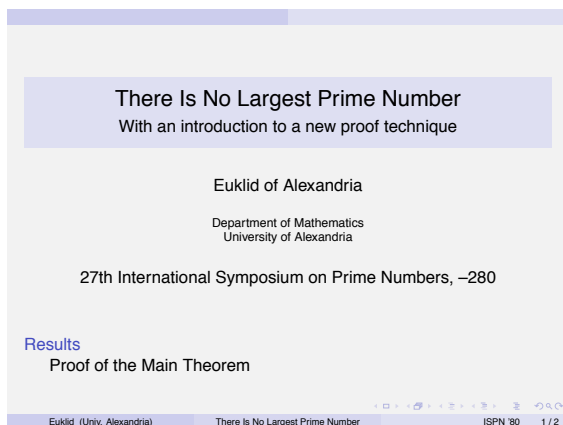 There Is No Largest Prime Number
With an introduction to a new proof technique
Euklid of Alexandria
Department of Mathematics
University of Alexandria
27th International Symposium on Prime Numbers, –280
Results
Proof of the Main Theorem
Euklid (Univ. Alexandria) There Is No Largest Prime Number ISPN ’80 1 / 2